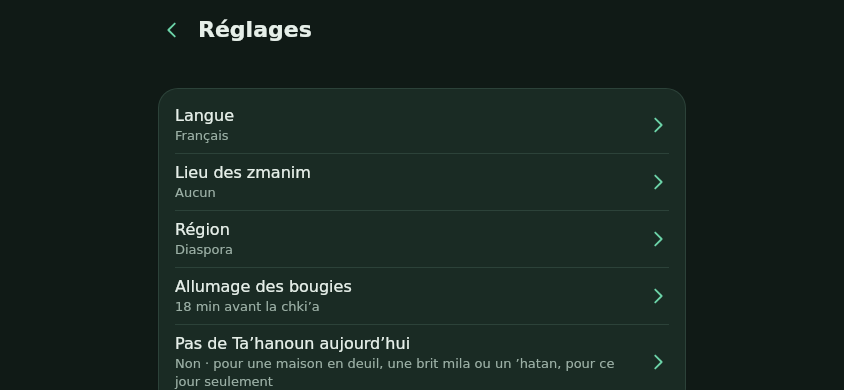 Réglages
Langue
Français
Lieu des zmanim
Aucun
Région
Diaspora
Allumage des bougies
18 min avant la chki’a
Pas de Ta’hanoun aujourd’hui
Non · pour une maison en deuil, une brit mila ou un ’hatan, pour ce
jour seulement